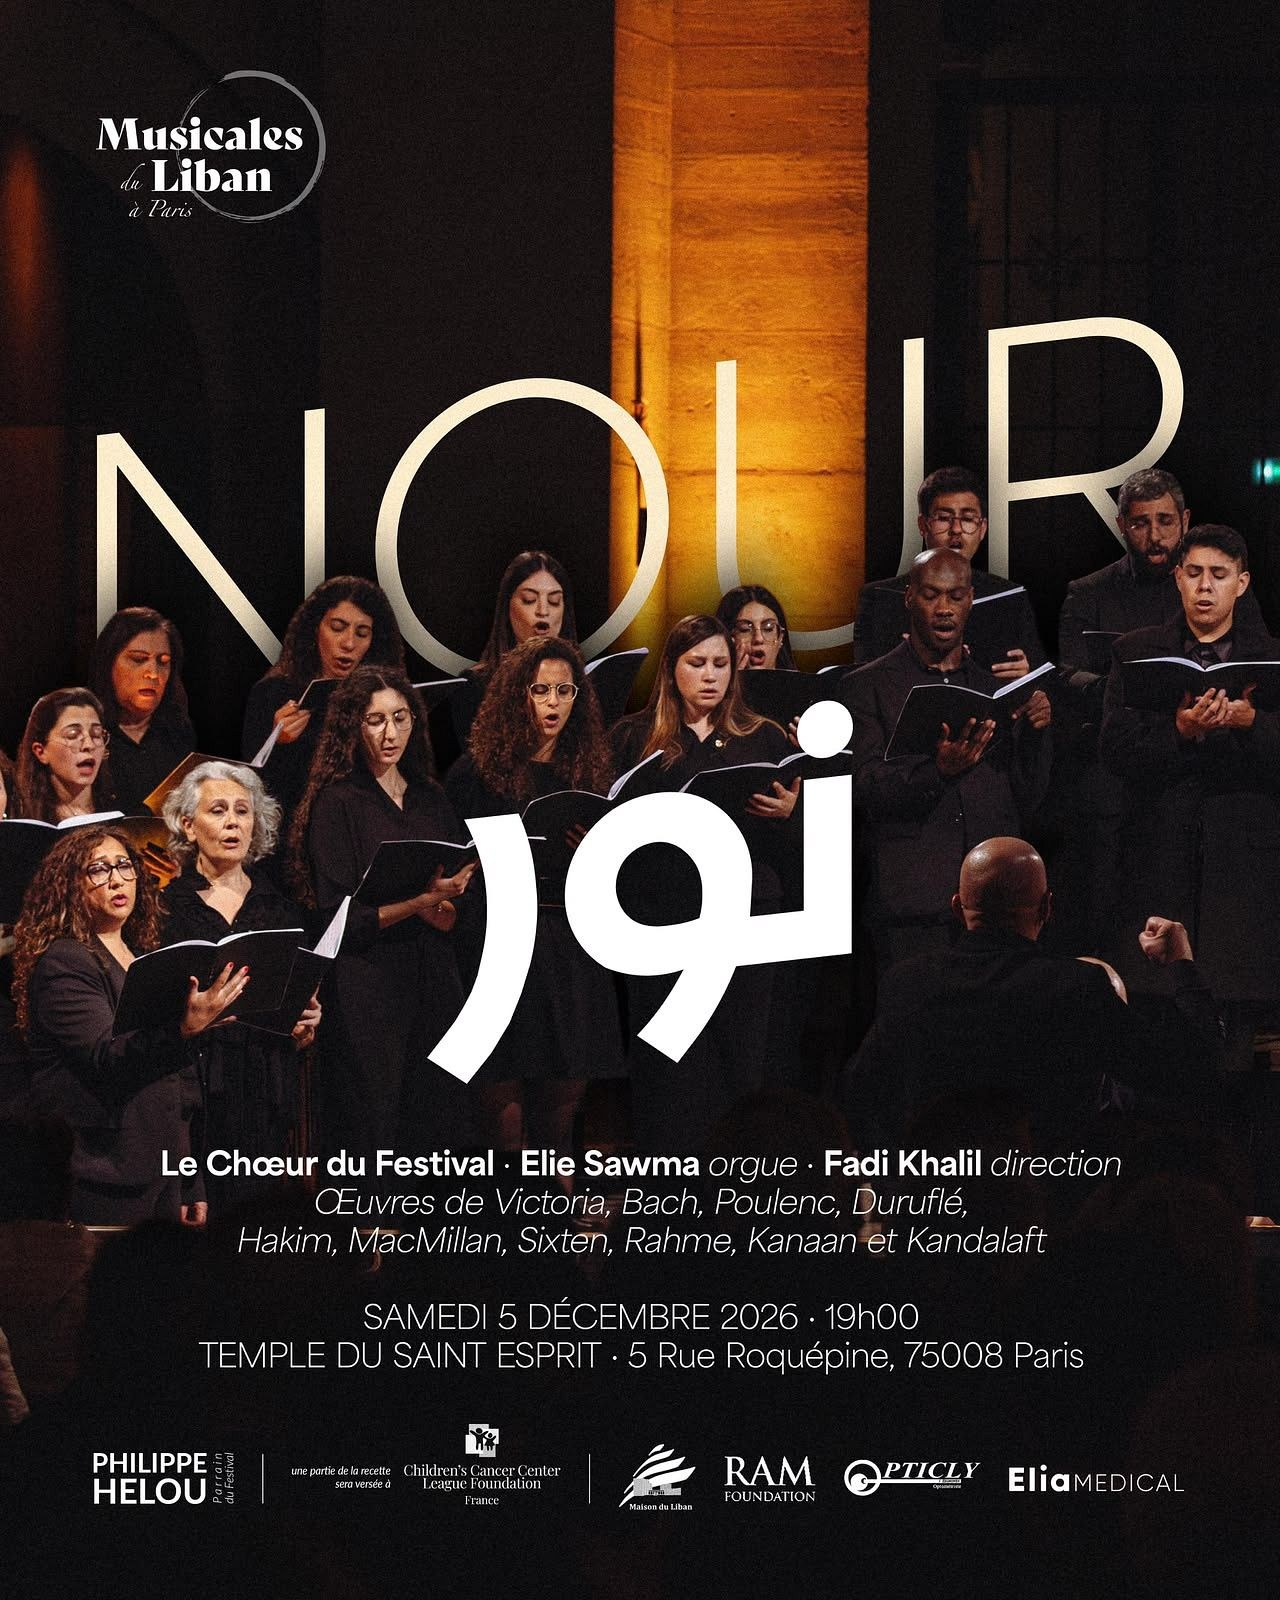 Musicales
du Liban
à Paris
NOUR
نور
Le Chœur du Festival · Elie Sawma orgue · Fadi Khalil direction
Œuvres de Victoria, Bach, Poulenc, Duruflé,
Hakim, MacMillan, Sixten, Rahme, Kanaan et Kandalaft
SAMEDI 5 DÉCEMBRE 2026 · 19h00
TEMPLE DU SAINT ESPRIT · 5 Rue Roquépine, 75008 Paris
PHILIPPE
HELOU
Parrain
du Festival
une partie de la recette
sera versée à
Children's Cancer Center
League Foundation
France
Maison du Liban
RAM
FOUNDATION
OPTICLY
Optométriste
EliaMEDICAL